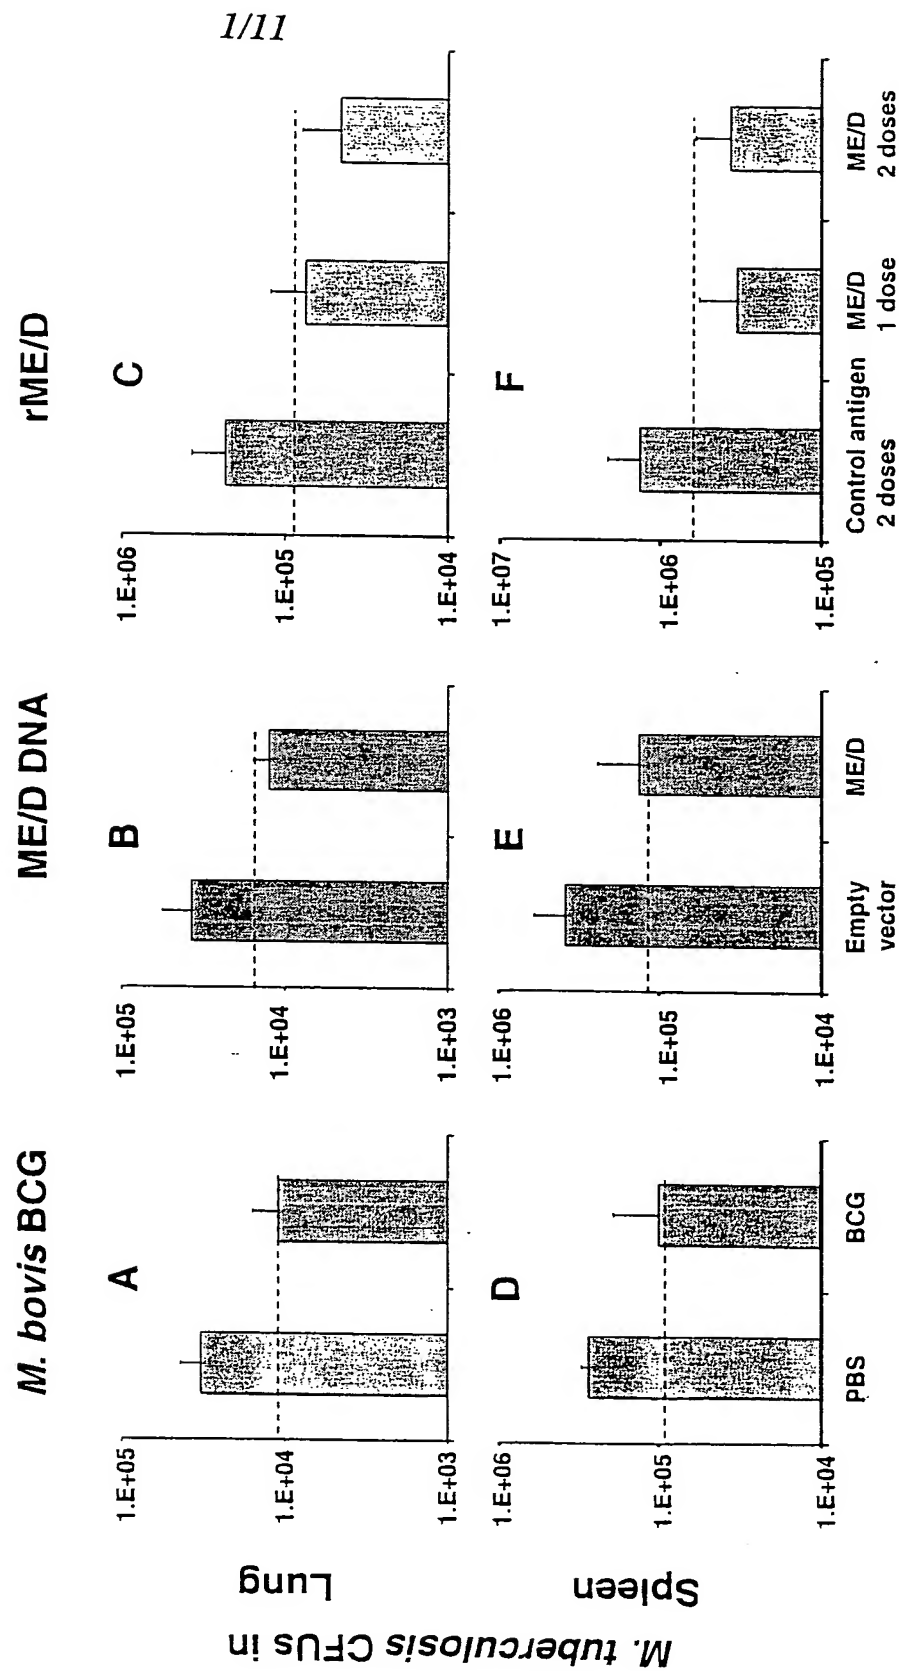 1/11
M. bovis BCG
ME/D DNA
rME/D
M. tuberculosis CFUs in
Lung
A
1.E+05
1.E+04
1.E+03
B
1.E+05
1.E+04
1.E+03
C
1.E+06
1.E+05
1.E+04
Spleen
D
1.E+06
1.E+05
1.E+04
PBS
BCG
E
1.E+06
1.E+05
1.E+04
Empty
vector
ME/D
F
1.E+07
1.E+06
1.E+05
Control antigen
2 doses
ME/D
1 dose
ME/D
2 doses